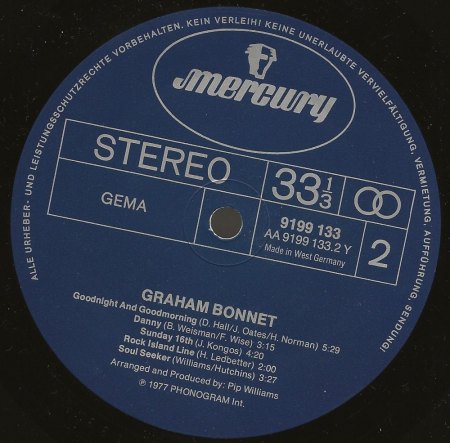 ALLE URHEBER- UND LEISTUNGSSCHUTZRECHTE VORBEHALTEN. KEIN VERLEIH! KEINE UNERLAUBTE VERVIELFÄLTIGUNG, VERMIETUNG, AUFFÜHRUNG, SENDUNG!
mercury
STEREO
33 1/3
GEMA
9199 133
AA 9199 133.2 Y
Made in West Germany
2
GRAHAM BONNET
Goodnight And Goodmorning (D. Hall/J. Oates/H. Norman) 5:29
Danny (B. Weisman/F. Wise) 3:15
Sunday 16th (J. Kongos) 4:20
Rock Island Line (H. Ledbetter) 2:00
Soul Seeker (Williams/Hutchins) 3:27
Arranged and Produced by: Pip Williams
℗ 1977 PHONOGRAM Int.